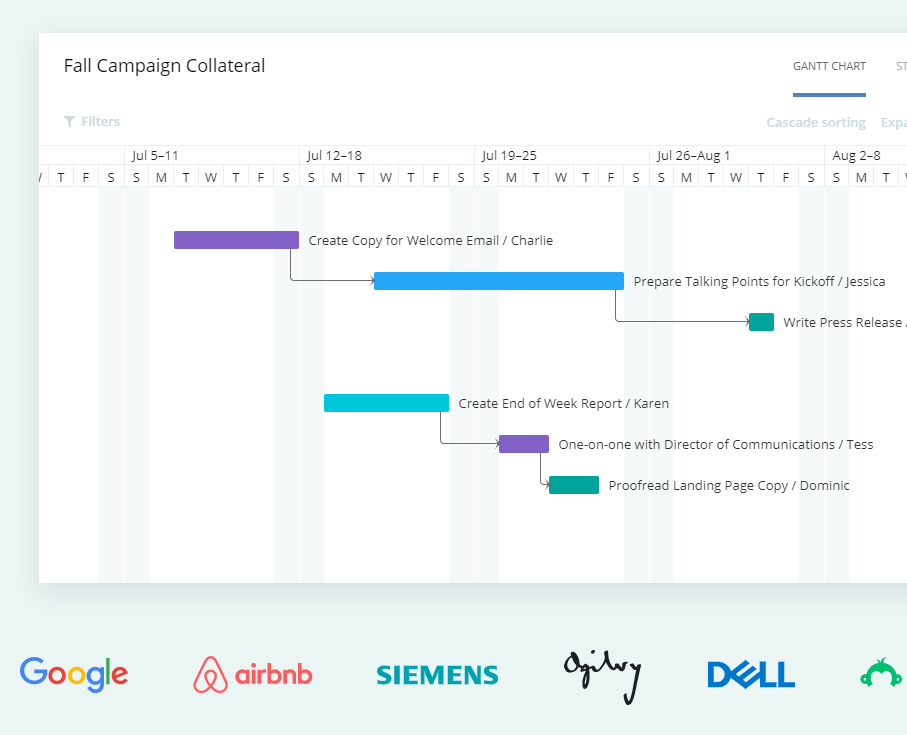 Fall Campaign Collateral
GANTT CHART
ST
Filters
Cascade sorting
Expa
Jul 5–11
Jul 12–18
Jul 19–25
Jul 26–Aug 1
Aug 2–8
T F S S M T W T F S S M T W T F S S M T W T F S S M T W T F S S M T
Create Copy for Welcome Email / Charlie
Prepare Talking Points for Kickoff / Jessica
Write Press Release /
Create End of Week Report / Karen
One-on-one with Director of Communications / Tess
Proofread Landing Page Copy / Dominic
Google
airbnb
SIEMENS
Ogilvy
DELL